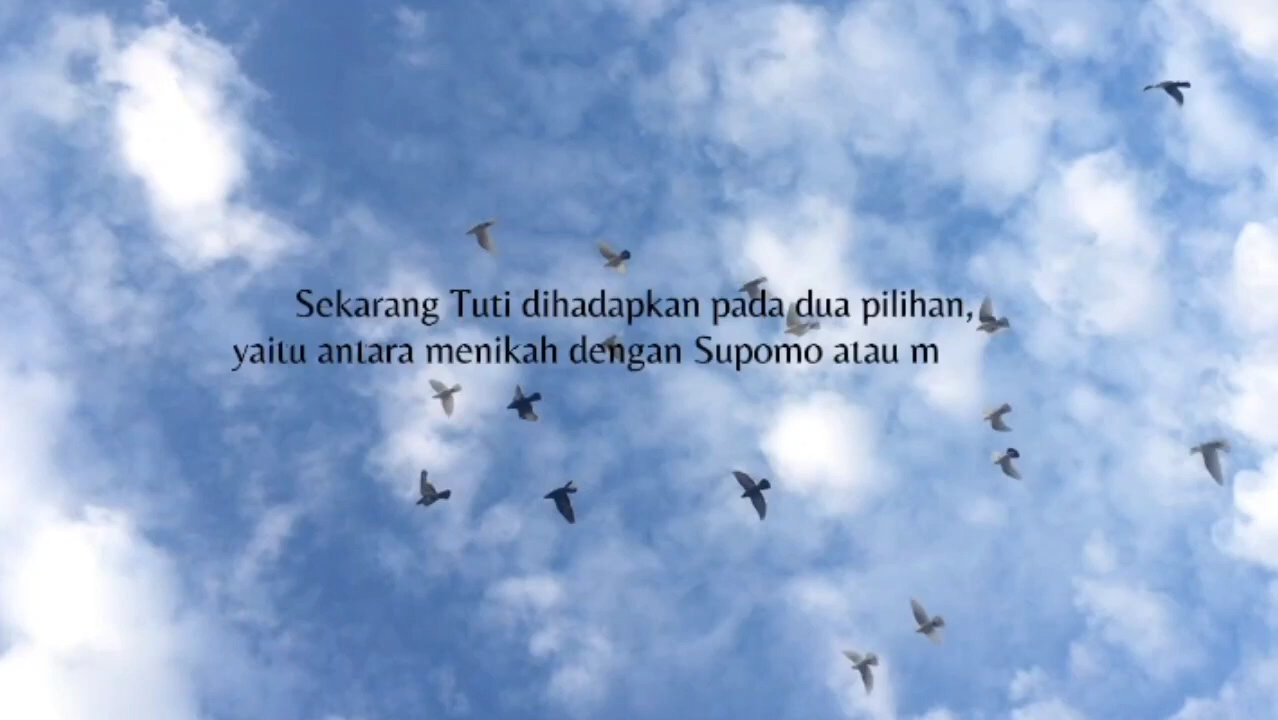 Sekarang Tuti dihadapkan pada dua pilihan,
yaitu antara menikah dengan Supomo atau m